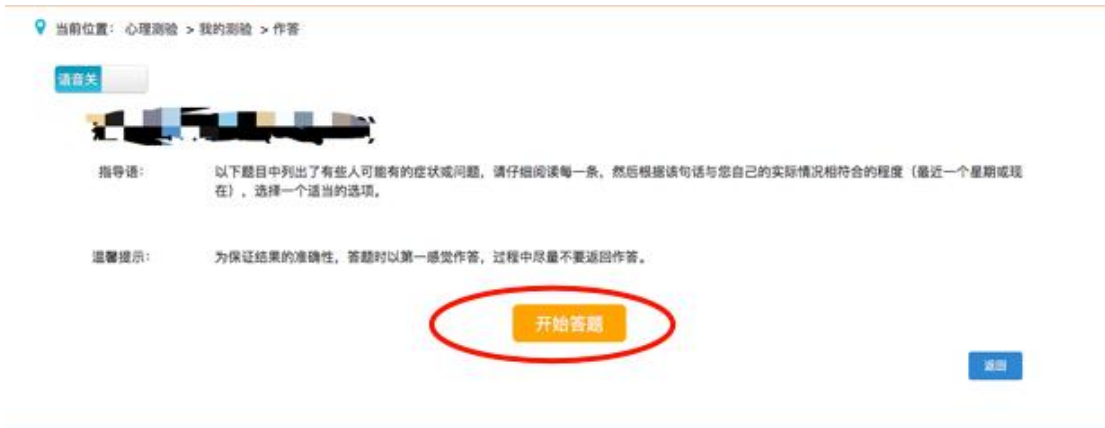 当前位置： 心理测验 > 我的测验 > 作答
语音关
指导语： 以下题目中列出了有些人可能有的症状或问题，请仔细阅读每一条，然后根据该句话与您自己的实际情况相符合的程度（最近一个星期或现
在），选择一个适当的选项。
温馨提示： 为保证结果的准确性，答题时以第一感觉作答，过程中尽量不要返回作答。
开始答题
返回